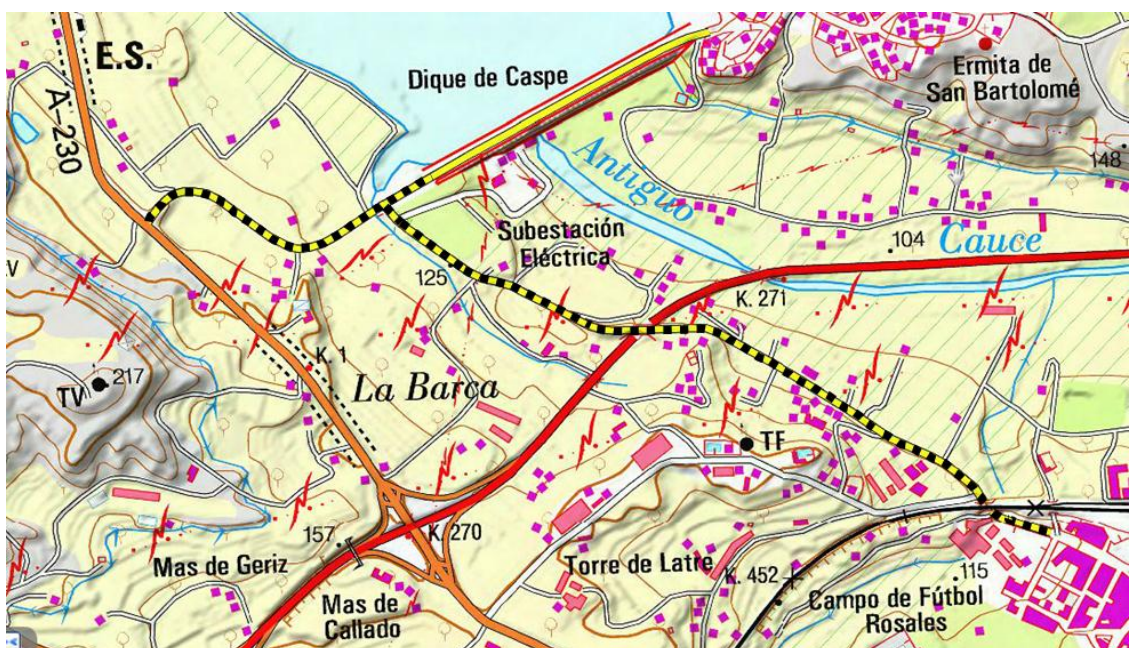 E.S.
A-230
Dique de Caspe
Ermita de
San Bartolomé
148
Antiguo
Cauce
104
Subestación
Eléctrica
125
K. 271
V
TV
217
K. 1
La Barca
TF
K. 270
157
Mas de Geriz
Mas de
Callado
Torre de Latre
K. 452
115
Campo de Fútbol
Rosales